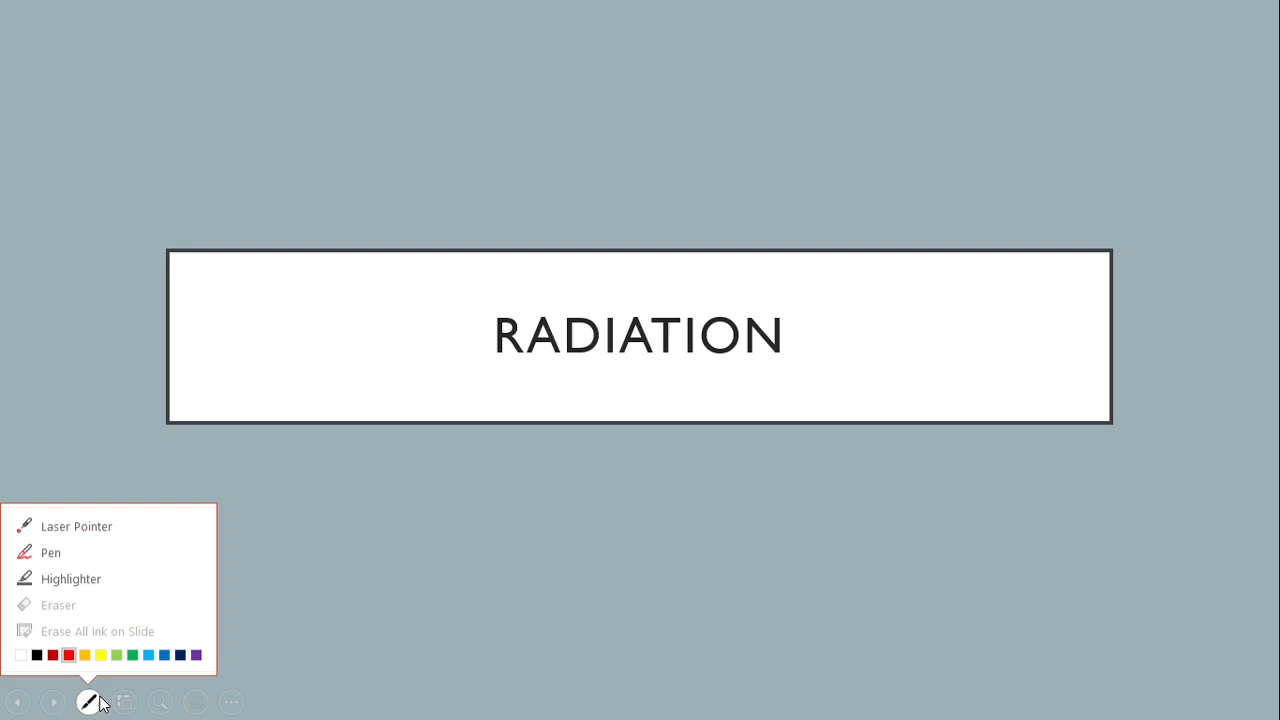 RADIATION
Laser Pointer
Pen
Highlighter
Eraser
Erase All Ink on Slide